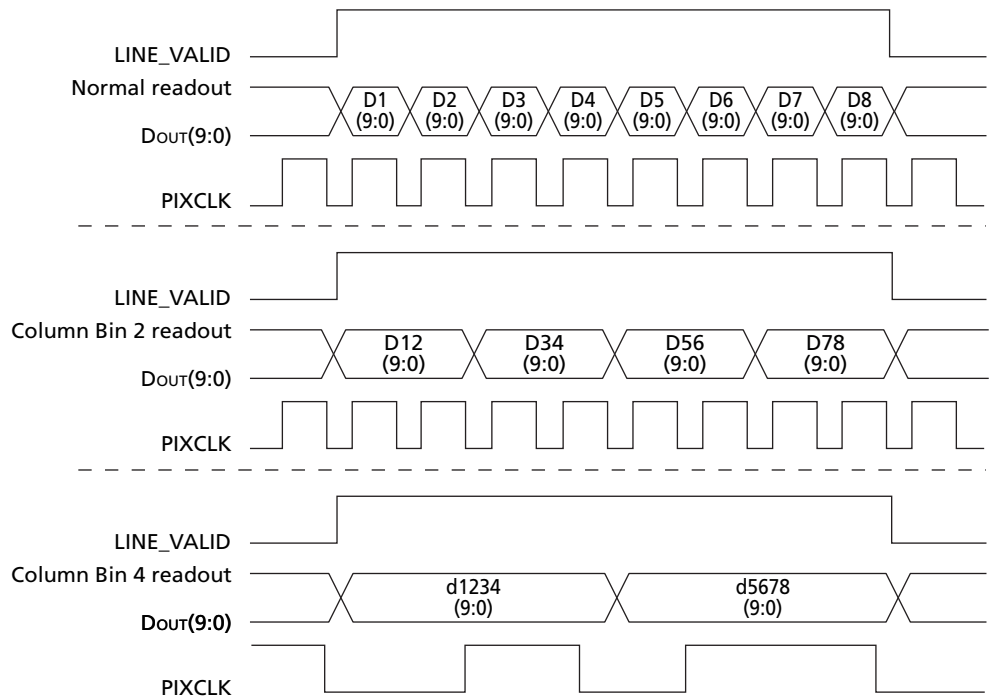 LINE_VALID
Normal readout
D1 D2 D3 D4 D5 D6 D7 D8
(9:0) (9:0) (9:0) (9:0) (9:0) (9:0) (9:0) (9:0)
DOUT(9:0)
PIXCLK
LINE_VALID
Column Bin 2 readout
D12 D34 D56 D78
(9:0) (9:0) (9:0) (9:0)
DOUT(9:0)
PIXCLK
LINE_VALID
Column Bin 4 readout
d1234 d5678
(9:0) (9:0)
DOUT(9:0)
PIXCLK